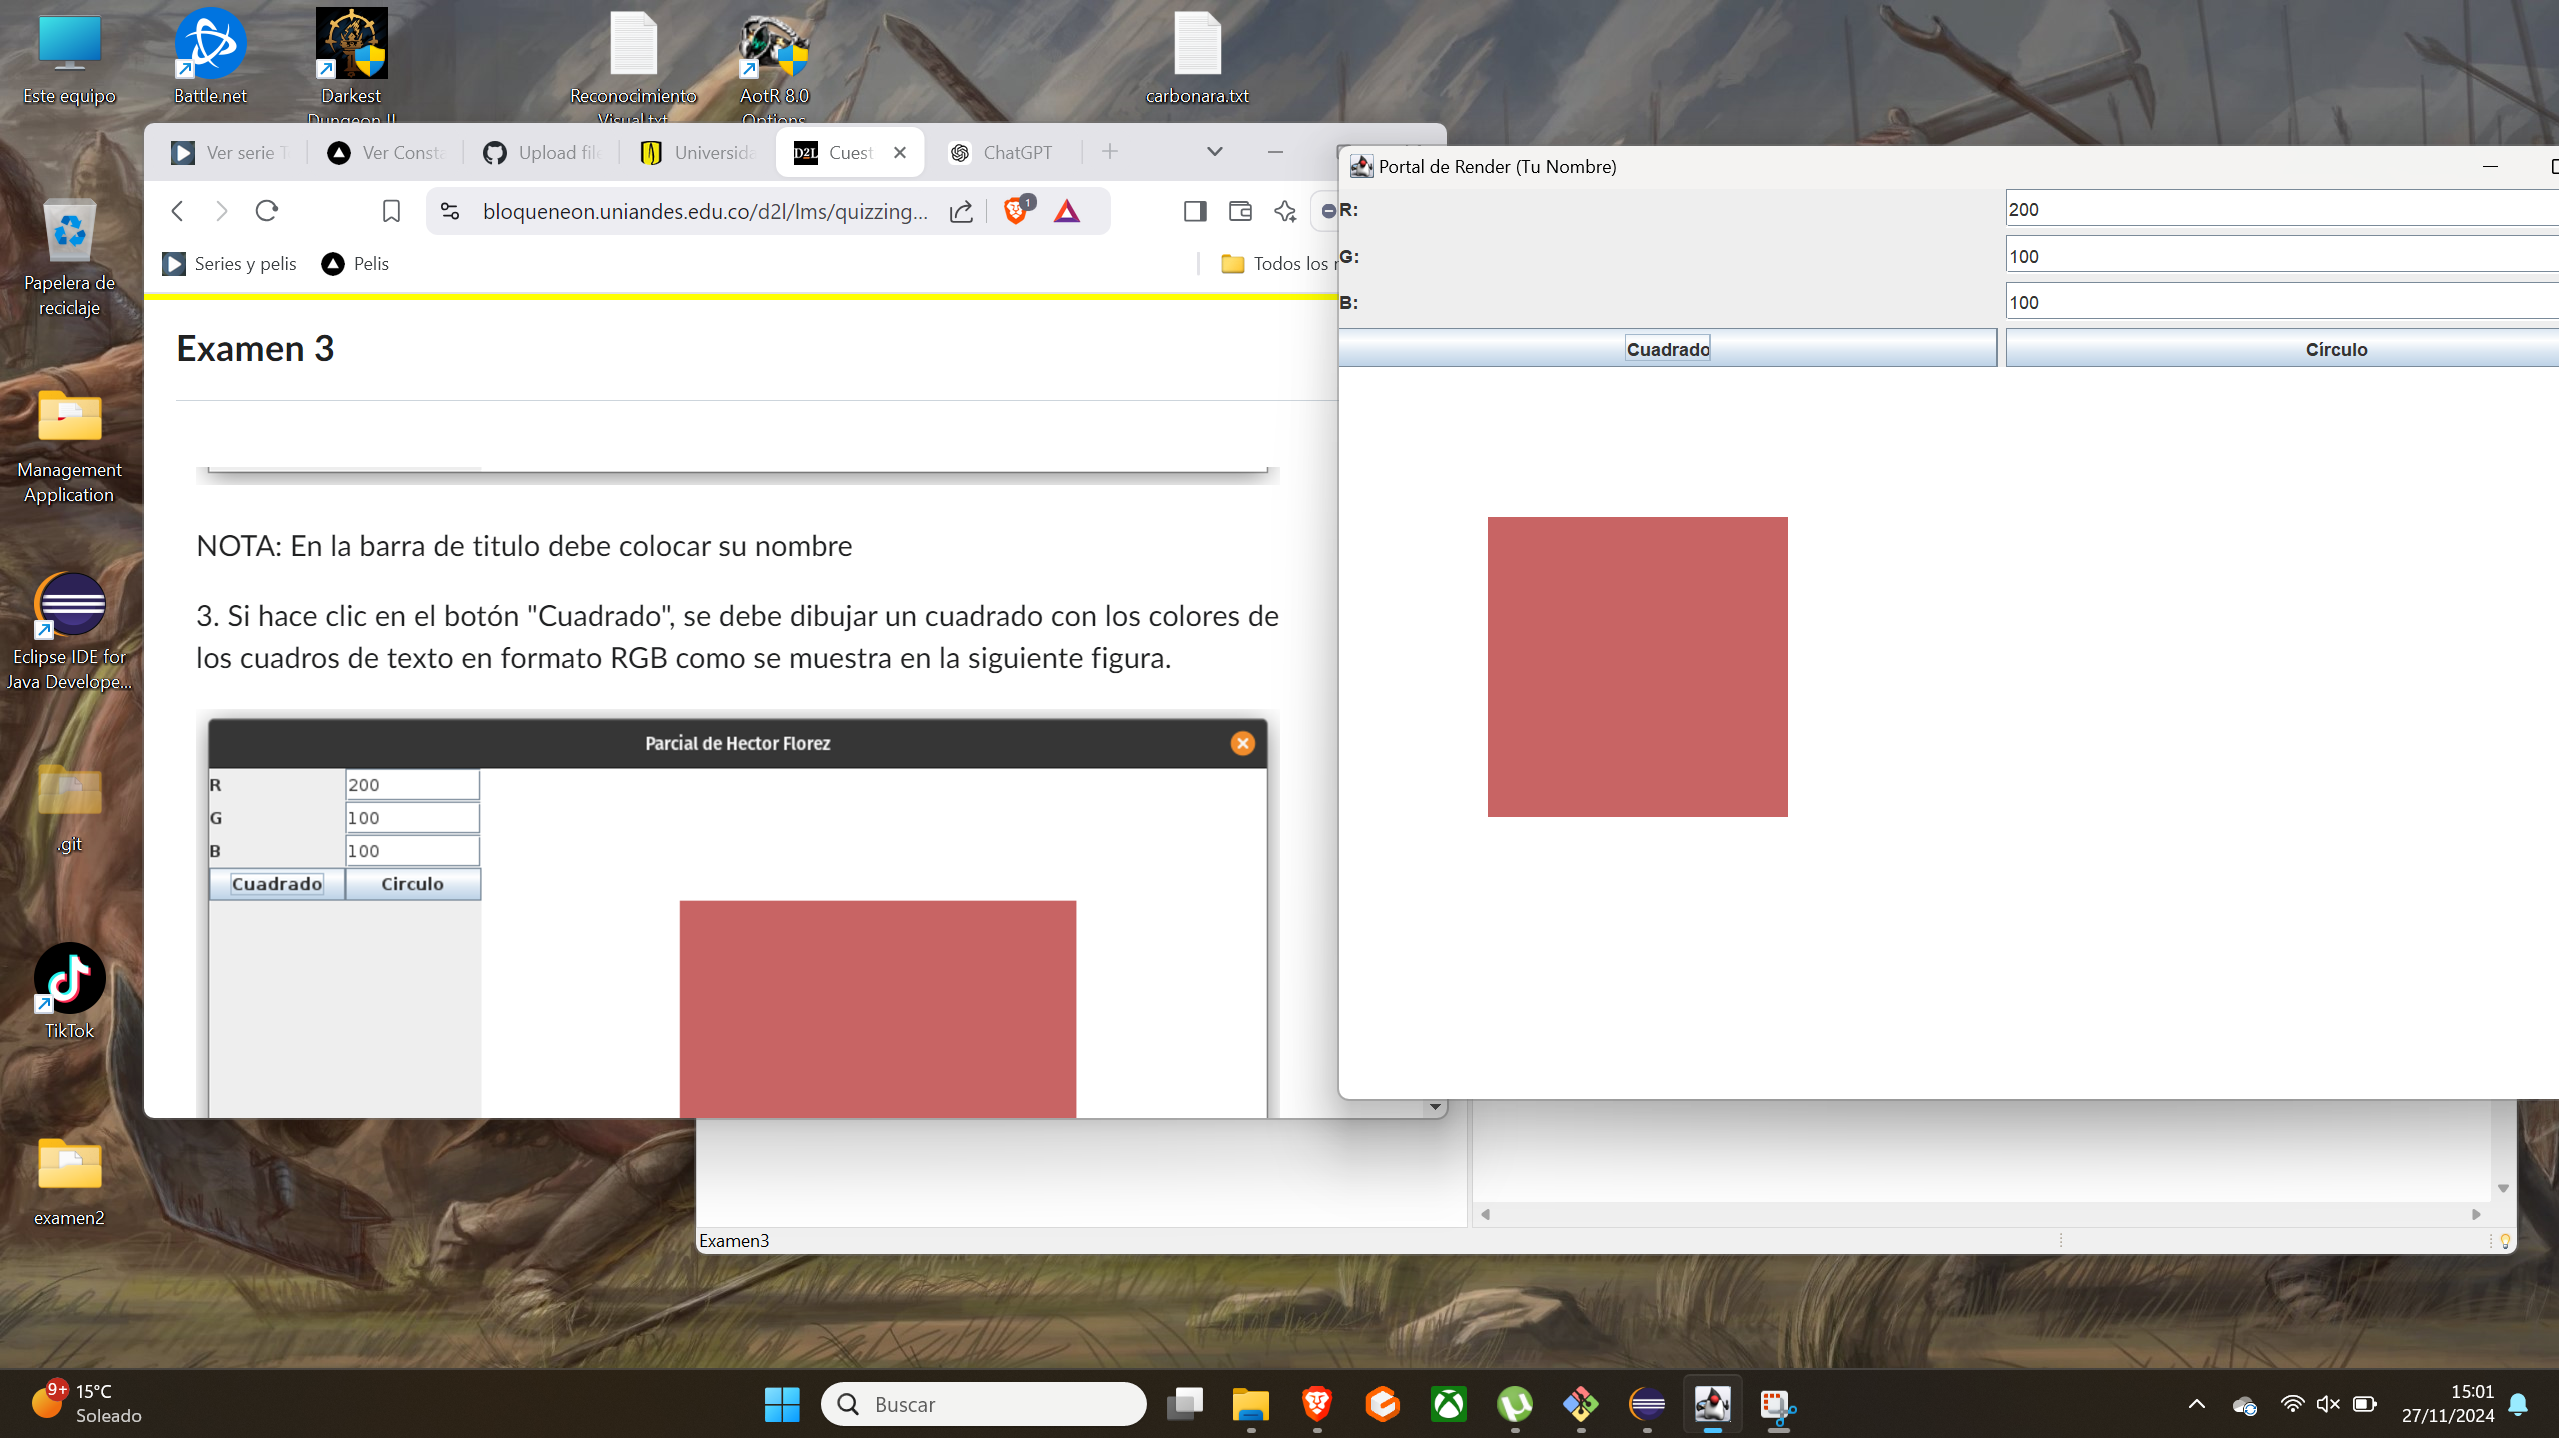 Este equipo
Battle.net
Darkest
Dungeon II
Reconocimiento
Visual.txt
AotR 8.0
Options
carbonara.txt
Papelera de
reciclaje
Management
Application
Eclipse IDE for
Java Develope...
.git
TikTok
examen2
Ver serie T
Ver Consta
Upload file
Universida
D2L
Cuest
ChatGPT
bloqueneon.uniandes.edu.co/d2l/lms/quizzing...
1
Series y pelis
Pelis
Todos los
Examen 3
NOTA: En la barra de titulo debe colocar su nombre
3. Si hace clic en el botón "Cuadrado", se debe dibujar un cuadrado con los colores de
los cuadros de texto en formato RGB como se muestra en la siguiente figura.
Parcial de Hector Florez
R 200
G 100
B 100
Cuadrado Circulo
Portal de Render (Tu Nombre)
R: 200
G: 100
B: 100
Cuadrado Círculo
Examen3
9+
15°C
Soleado
Buscar
15:01
27/11/2024